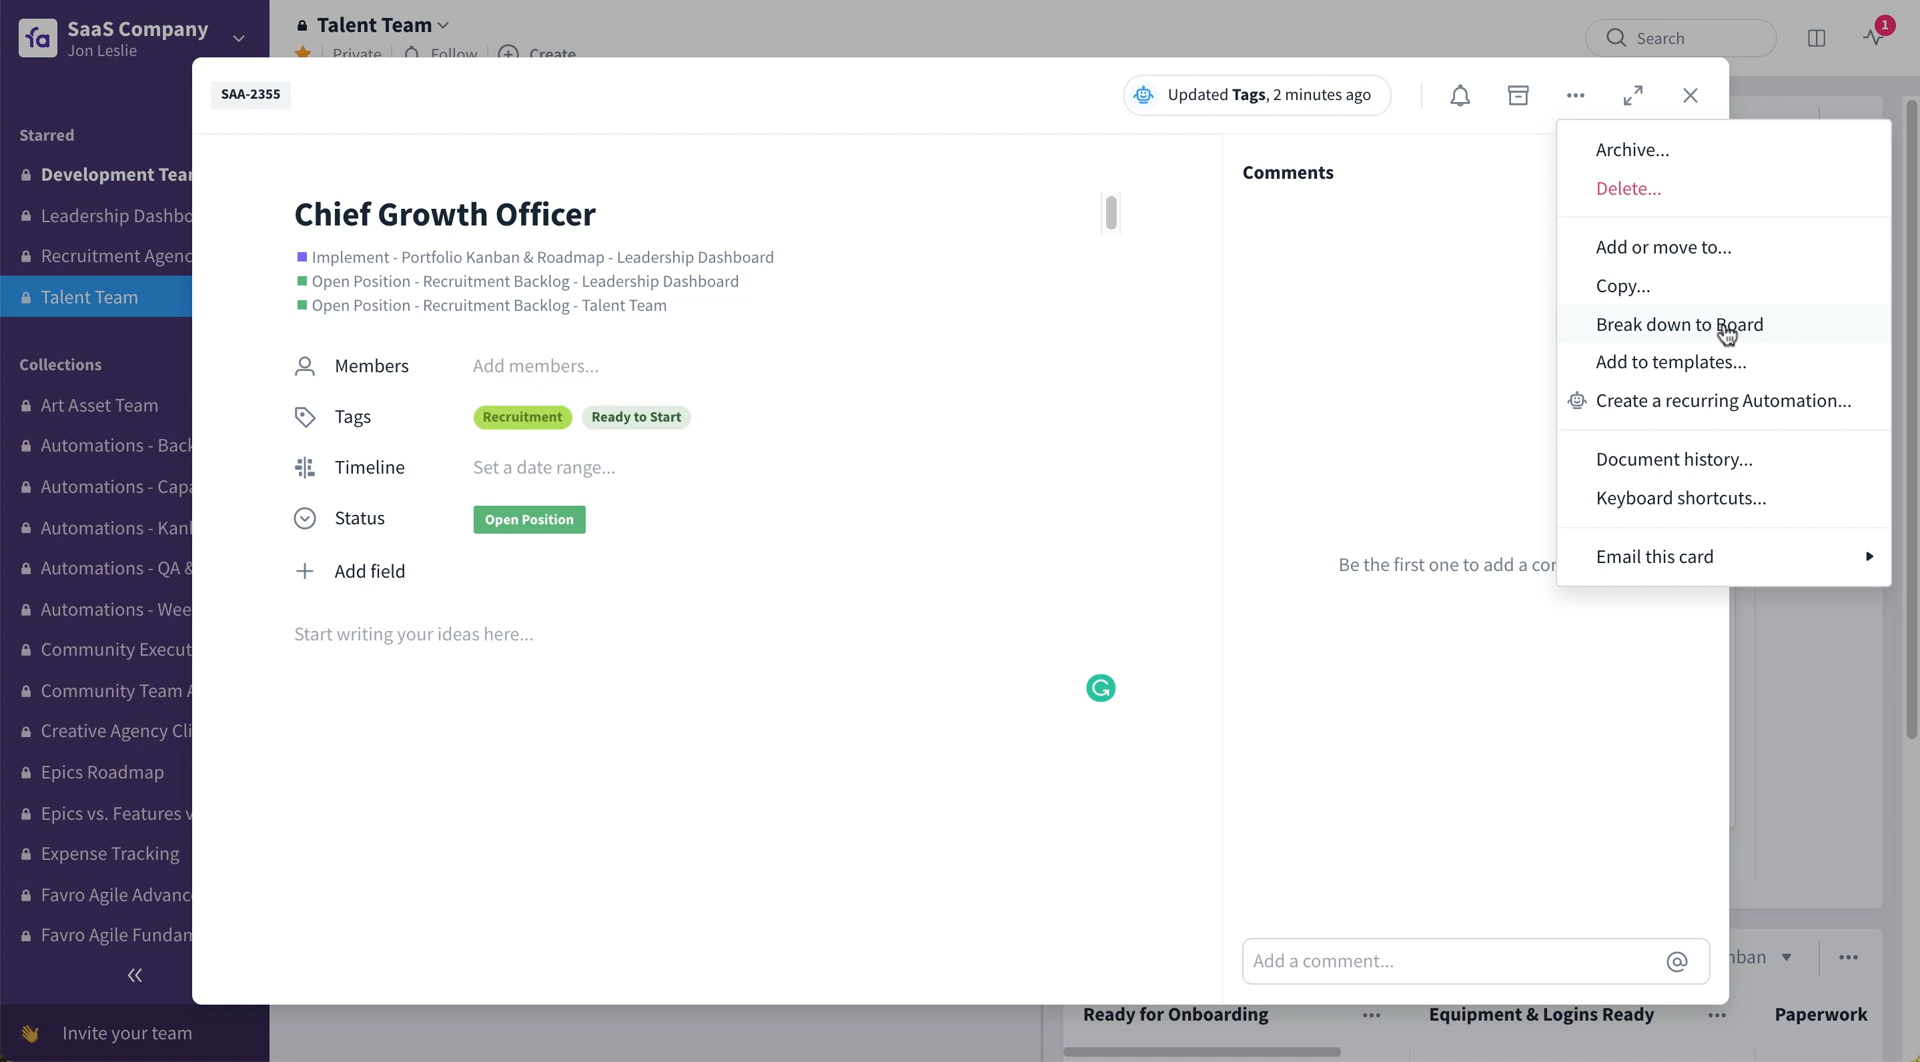 SaaS Company
Jon Leslie
Talent Team
Private
Follow
Create
Search
1
SAA-2355
Updated Tags, 2 minutes ago
Starred
Development Tea
Leadership Dashbo
Recruitment Agenc
Talent Team
Collections
Art Asset Team
Automations - Back
Automations - Capa
Automations - Kanl
Automations - QA &
Automations - Wee
Community Execut
Community Team A
Creative Agency Cli
Epics Roadmap
Epics vs. Features v
Expense Tracking
Favro Agile Advance
Favro Agile Fundam
Invite your team
Chief Growth Officer
Implement - Portfolio Kanban & Roadmap - Leadership Dashboard
Open Position - Recruitment Backlog - Leadership Dashboard
Open Position - Recruitment Backlog - Talent Team
Members Add members...
Tags Recruitment Ready to Start
Timeline Set a date range...
Status Open Position
Add field
Start writing your ideas here...
Comments
Be the first one to add a co
Add a comment...
Archive...
Delete...
Add or move to...
Copy...
Break down to Board
Add to templates...
Create a recurring Automation...
Document history...
Keyboard shortcuts...
Email this card
nban
Ready for Onboarding
Equipment & Logins Ready
Paperwork